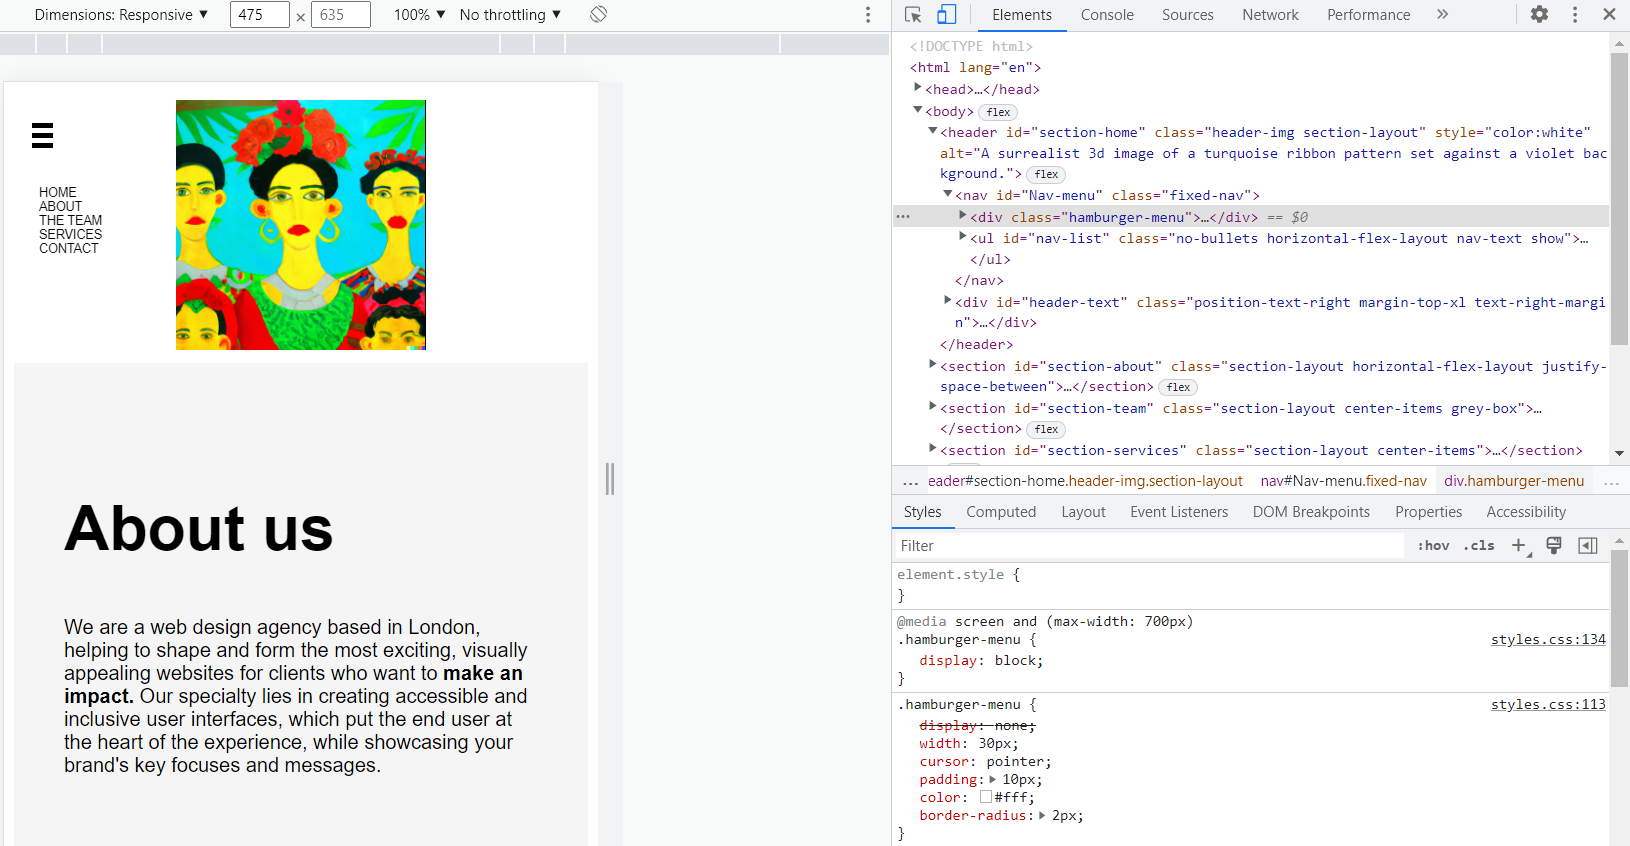 Dimensions: Responsive ▼ 475 × 635 100% ▼ No throttling ▼
HOME
ABOUT
THE TEAM
SERVICES
CONTACT
About us
We are a web design agency based in London,
helping to shape and form the most exciting, visually
appealing websites for clients who want to make an
impact. Our specialty lies in creating accessible and
inclusive user interfaces, which put the end user at
the heart of the experience, while showcasing your
brand's key focuses and messages.
Elements Console Sources Network Performance »
<!DOCTYPE html>
<html lang="en">
<head>…</head>
<body> flex
<header id="section-home" class="header-img section-layout" style="color:white"
alt="A surrealist 3d image of a turquoise ribbon pattern set against a violet bac
kground."> flex
<nav id="Nav-menu" class="fixed-nav">
… <div class="hamburger-menu">…</div> == $0
<ul id="nav-list" class="no-bullets horizontal-flex-layout nav-text show">…
</ul>
</nav>
<div id="header-text" class="position-text-right margin-top-xl text-right-margi
n">…</div>
</header>
<section id="section-about" class="section-layout horizontal-flex-layout justify-
space-between">…</section> flex
<section id="section-team" class="section-layout center-items grey-box">…
</section> flex
<section id="section-services" class="section-layout center-items">…</section>
… eader#section-home.header-img.section-layout nav#Nav-menu.fixed-nav div.hamburger-menu …
Styles Computed Layout Event Listeners DOM Breakpoints Properties Accessibility
Filter :hov .cls +
element.style {
}
@media screen and (max-width: 700px)
.hamburger-menu { styles.css:134
display: block;
}
.hamburger-menu { styles.css:113
display: none;
width: 30px;
cursor: pointer;
padding: 10px;
color: #fff;
border-radius: 2px;
}